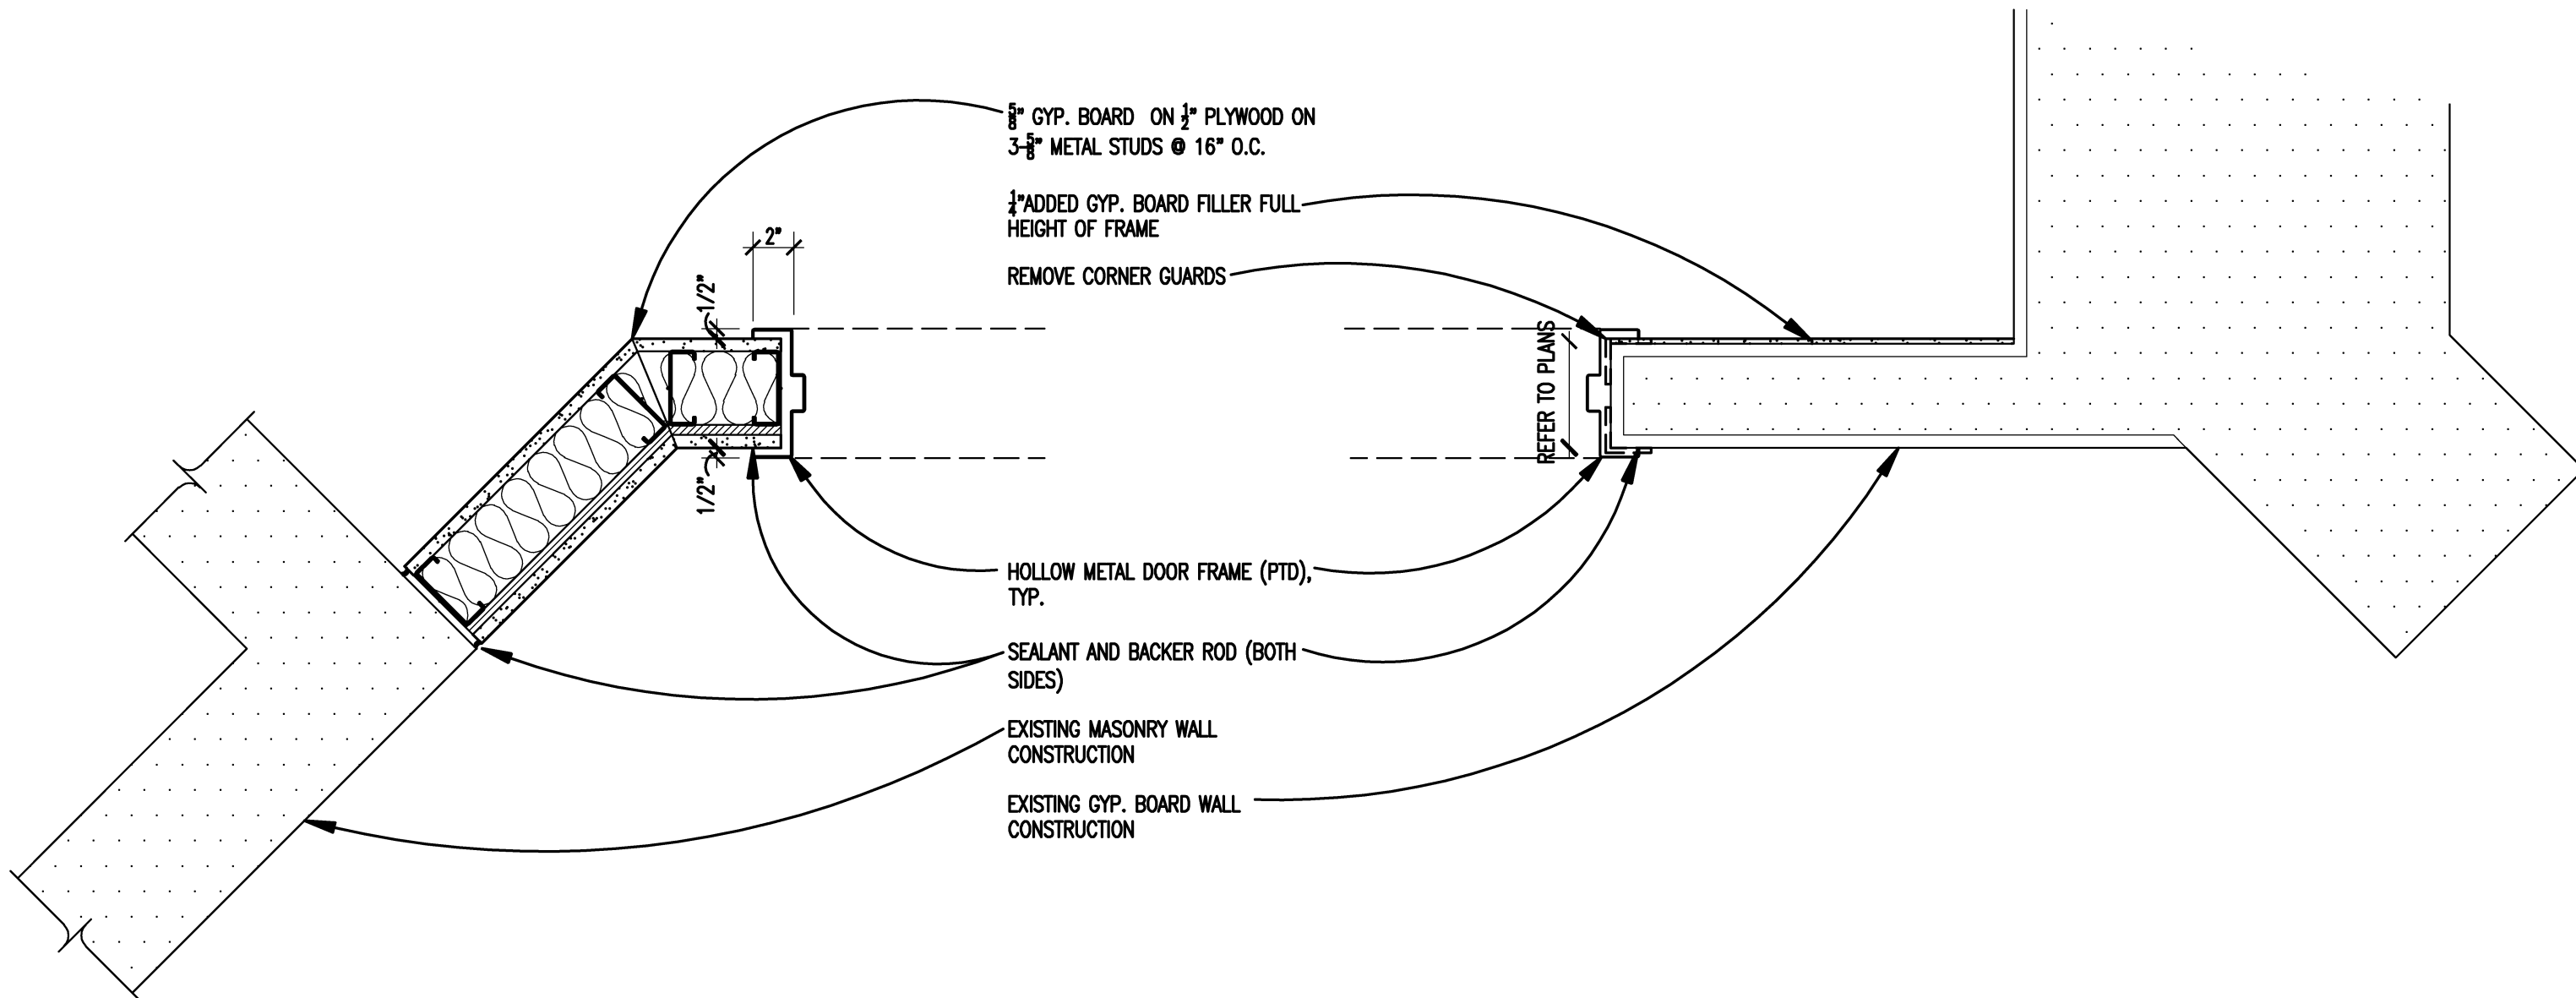 5/8" GYP. BOARD ON 1/2" PLYWOOD ON
3-5/8" METAL STUDS @ 16" O.C.
1/4"ADDED GYP. BOARD FILLER FULL
HEIGHT OF FRAME
REMOVE CORNER GUARDS
2"
1/2"
1/2"
REFER TO PLANS
HOLLOW METAL DOOR FRAME (PTD),
TYP.
SEALANT AND BACKER ROD (BOTH
SIDES)
EXISTING MASONRY WALL
CONSTRUCTION
EXISTING GYP. BOARD WALL
CONSTRUCTION